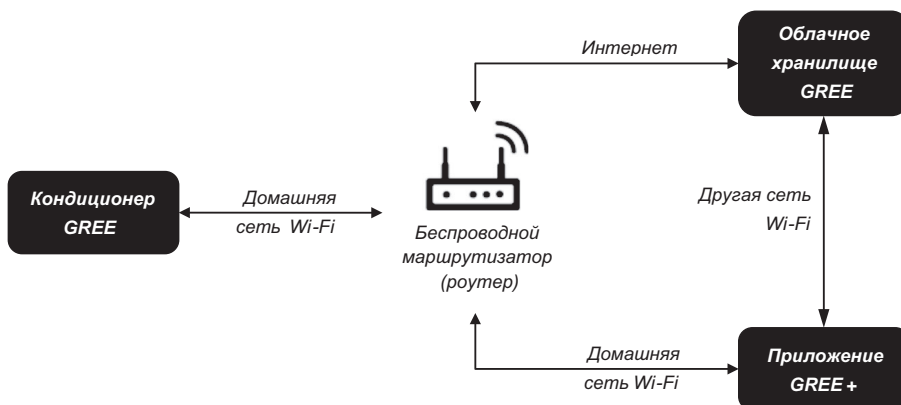 Интернет
Облачное
хранилище
GREE
Кондиционер
GREE
Домашняя
сеть Wi-Fi
Беспроводной
маршрутизатор
(роутер)
Другая сеть
Wi-Fi
Домашняя
сеть Wi-Fi
Приложение
GREE+